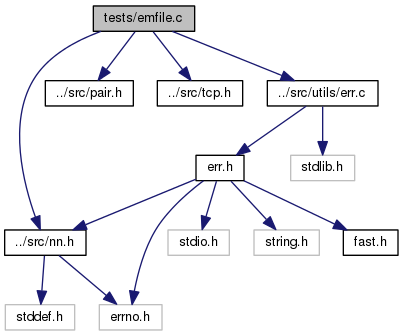 tests/emfile.c
../src/pair.h
../src/tcp.h
../src/utils/err.c
err.h
stdlib.h
../src/nn.h
stdio.h
string.h
fast.h
stddef.h
errno.h